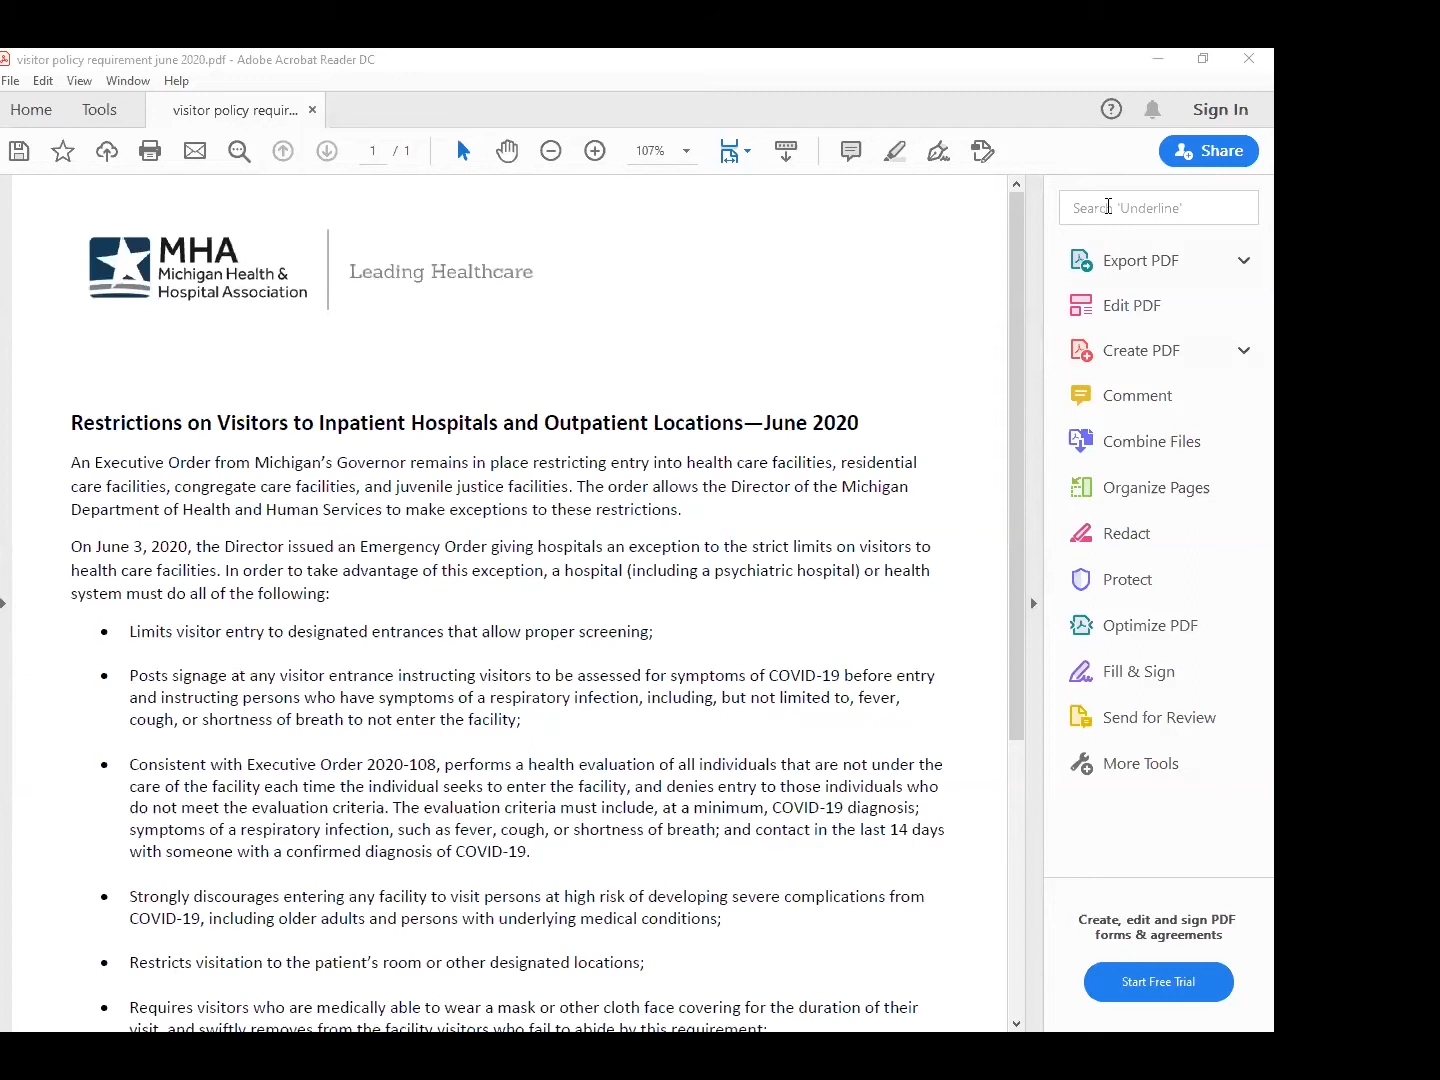 visitor policy requirement june 2020.pdf - Adobe Acrobat Reader DC
File Edit View Window Help
Home Tools visitor policy requir... × Sign In
1 / 1 107% Share
Search 'Underline'
MHA
Michigan Health &
Hospital Association
Leading Healthcare
Restrictions on Visitors to Inpatient Hospitals and Outpatient Locations—June 2020
An Executive Order from Michigan's Governor remains in place restricting entry into health care facilities, residential
care facilities, congregate care facilities, and juvenile justice facilities. The order allows the Director of the Michigan
Department of Health and Human Services to make exceptions to these restrictions.
On June 3, 2020, the Director issued an Emergency Order giving hospitals an exception to the strict limits on visitors to
health care facilities. In order to take advantage of this exception, a hospital (including a psychiatric hospital) or health
system must do all of the following:
• Limits visitor entry to designated entrances that allow proper screening;
• Posts signage at any visitor entrance instructing visitors to be assessed for symptoms of COVID-19 before entry
and instructing persons who have symptoms of a respiratory infection, including, but not limited to, fever,
cough, or shortness of breath to not enter the facility;
• Consistent with Executive Order 2020-108, performs a health evaluation of all individuals that are not under the
care of the facility each time the individual seeks to enter the facility, and denies entry to those individuals who
do not meet the evaluation criteria. The evaluation criteria must include, at a minimum, COVID-19 diagnosis;
symptoms of a respiratory infection, such as fever, cough, or shortness of breath; and contact in the last 14 days
with someone with a confirmed diagnosis of COVID-19.
• Strongly discourages entering any facility to visit persons at high risk of developing severe complications from
COVID-19, including older adults and persons with underlying medical conditions;
• Restricts visitation to the patient's room or other designated locations;
• Requires visitors who are medically able to wear a mask or other cloth face covering for the duration of their
visit, and swiftly removes from the facility visitors who fail to abide by this requirement;
Export PDF
Edit PDF
Create PDF
Comment
Combine Files
Organize Pages
Redact
Protect
Optimize PDF
Fill & Sign
Send for Review
More Tools
Create, edit and sign PDF
forms & agreements
Start Free Trial